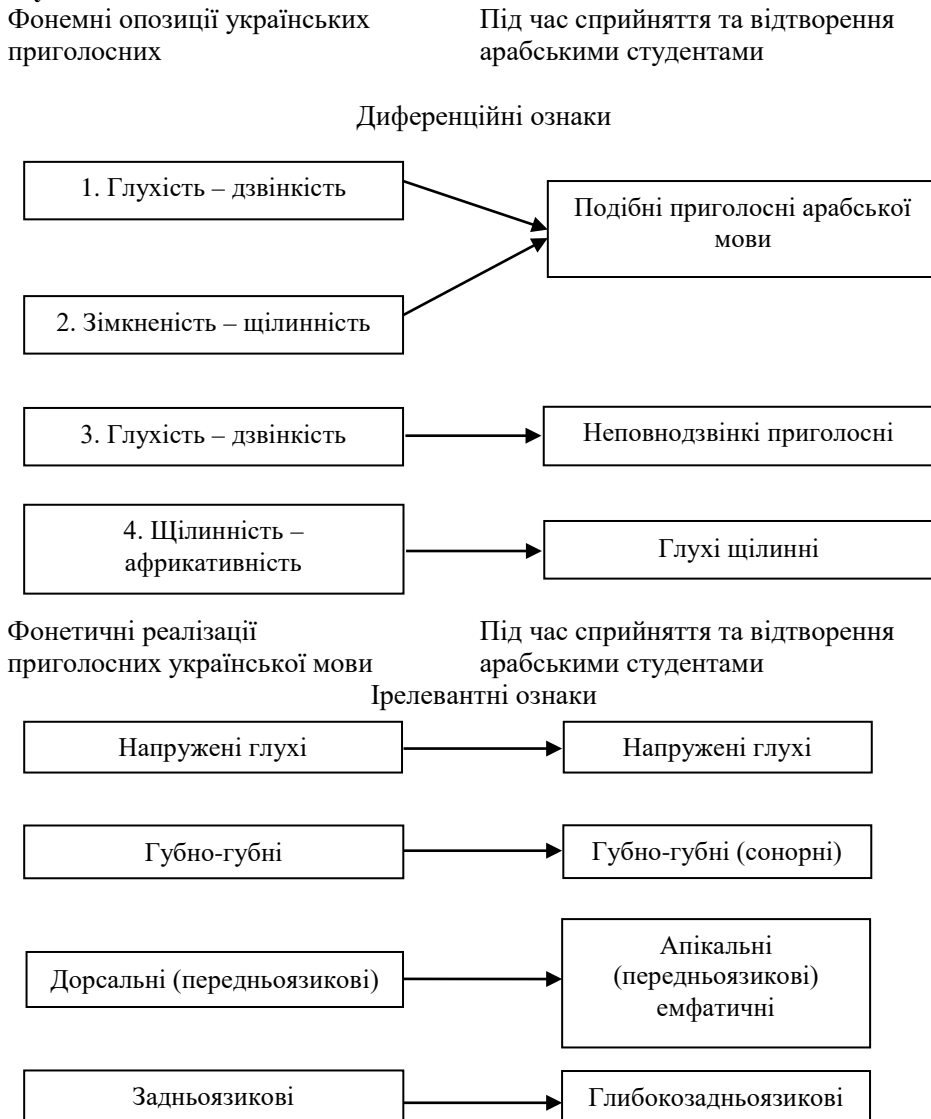 Фонемні опозиції українських
приголосних
Під час сприйняття та відтворення
арабськими студентами
Диференційні ознаки
1. Глухість – дзвінкість
Подібні приголосні арабської
мови
2. Зімкненість – щілинність
3. Глухість – дзвінкість
Неповнодзвінкі приголосні
4. Щілинність –
африкативність
Глухі щілинні
Фонетичні реалізації
приголосних української мови
Під час сприйняття та відтворення
арабськими студентами
Ірелевантні ознаки
Напружені глухі
Напружені глухі
Губно-губні
Губно-губні (сонорні)
Дорсальні (передньоязикові)
Апікальні
(передньоязикові)
емфатичні
Задньоязикові
Глибокозадньоязикові